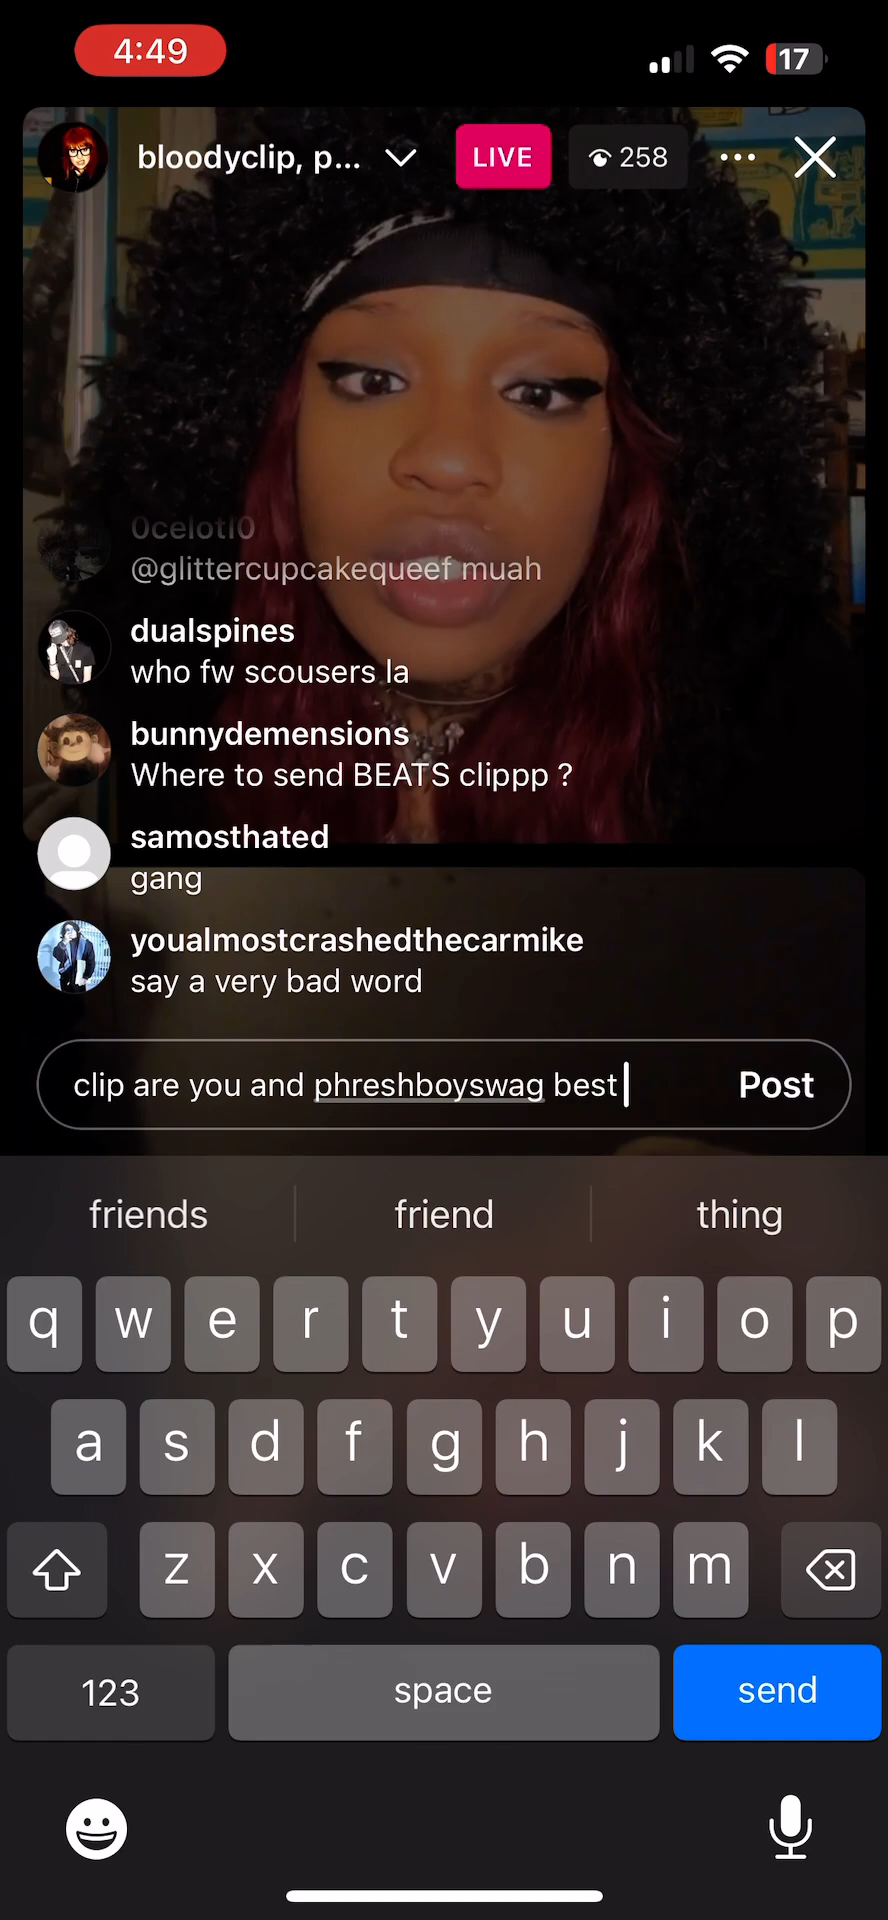 4:49
17
bloodyclip, p...
LIVE
258
0celotl0
@glittercupcakequeef muah
dualspines
who fw scousers la
bunnydemensions
Where to send BEATS clippp ?
samosthated
gang
youalmostcrashedthecarmike
say a very bad word
clip are you and phreshboyswag best
Post
friends
friend
thing
q w e r t y u i o p
a s d f g h j k l
z x c v b n m
123
space
send